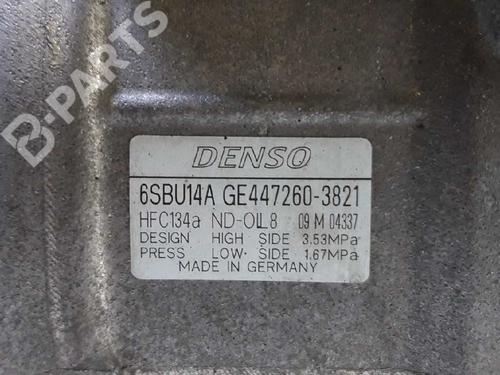 B-PARTS
DENSO
6SBU14A GE447260-3821
HFC134a ND-OIL8 09 M 04337
DESIGN HIGH SIDE 3.53MPa
PRESS LOW SIDE 1.67MPa
MADE IN GERMANY
B-PARTS